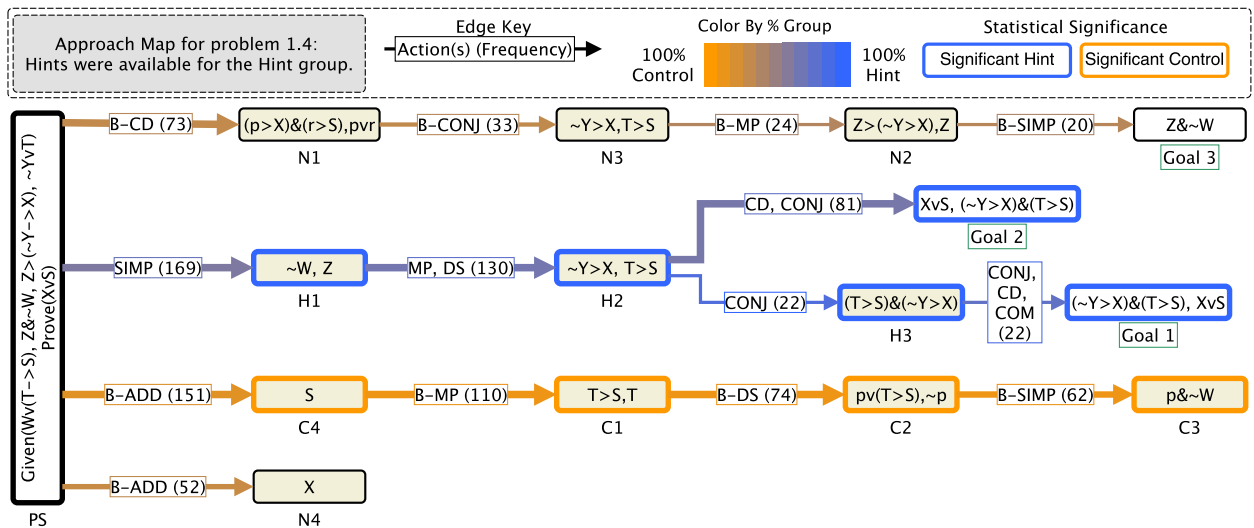 Approach Map for problem 1.4:
Hints were available for the Hint group.
Edge Key
Action(s) (Frequency)
Color By % Group
100%
Control
100%
Hint
Statistical Significance
Significant Hint
Significant Control
Given(Wv(T->S), Z&~W, Z>(~Y->X), ~YvT)
Prove(XvS)
PS
B-CD (73)
(p>X)&(r>S),pvr
N1
B-CONJ (33)
~Y>X,T>S
N3
B-MP (24)
Z>(~Y>X),Z
N2
B-SIMP (20)
Z&~W
Goal 3
SIMP (169)
~W, Z
H1
MP, DS (130)
~Y>X, T>S
H2
CD, CONJ (81)
XvS, (~Y>X)&(T>S)
Goal 2
CONJ (22)
(T>S)&(~Y>X)
H3
CONJ,
CD,
COM
(22)
(~Y>X)&(T>S), XvS
Goal 1
B-ADD (151)
S
C4
B-MP (110)
T>S,T
C1
B-DS (74)
pv(T>S),~p
C2
B-SIMP (62)
p&~W
C3
B-ADD (52)
X
N4